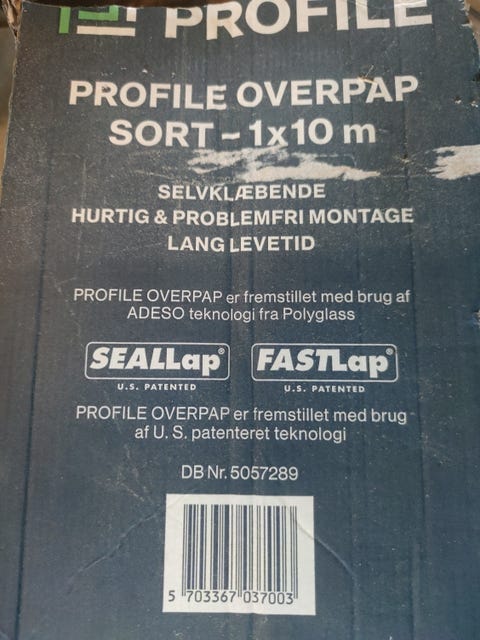 PROFILE
PROFILE OVERPAP
SORT – 1x10 m
SELVKLÆBENDE
HURTIG & PROBLEMFRI MONTAGE
LANG LEVETID
PROFILE OVERPAP er fremstillet med brug af
ADESO teknologi fra Polyglass
SEALLap® FASTLap®
U.S. PATENTED U.S. PATENTED
PROFILE OVERPAP er fremstillet med brug
af U. S. patenteret teknologi
DB Nr. 5057289
5 703367 037003